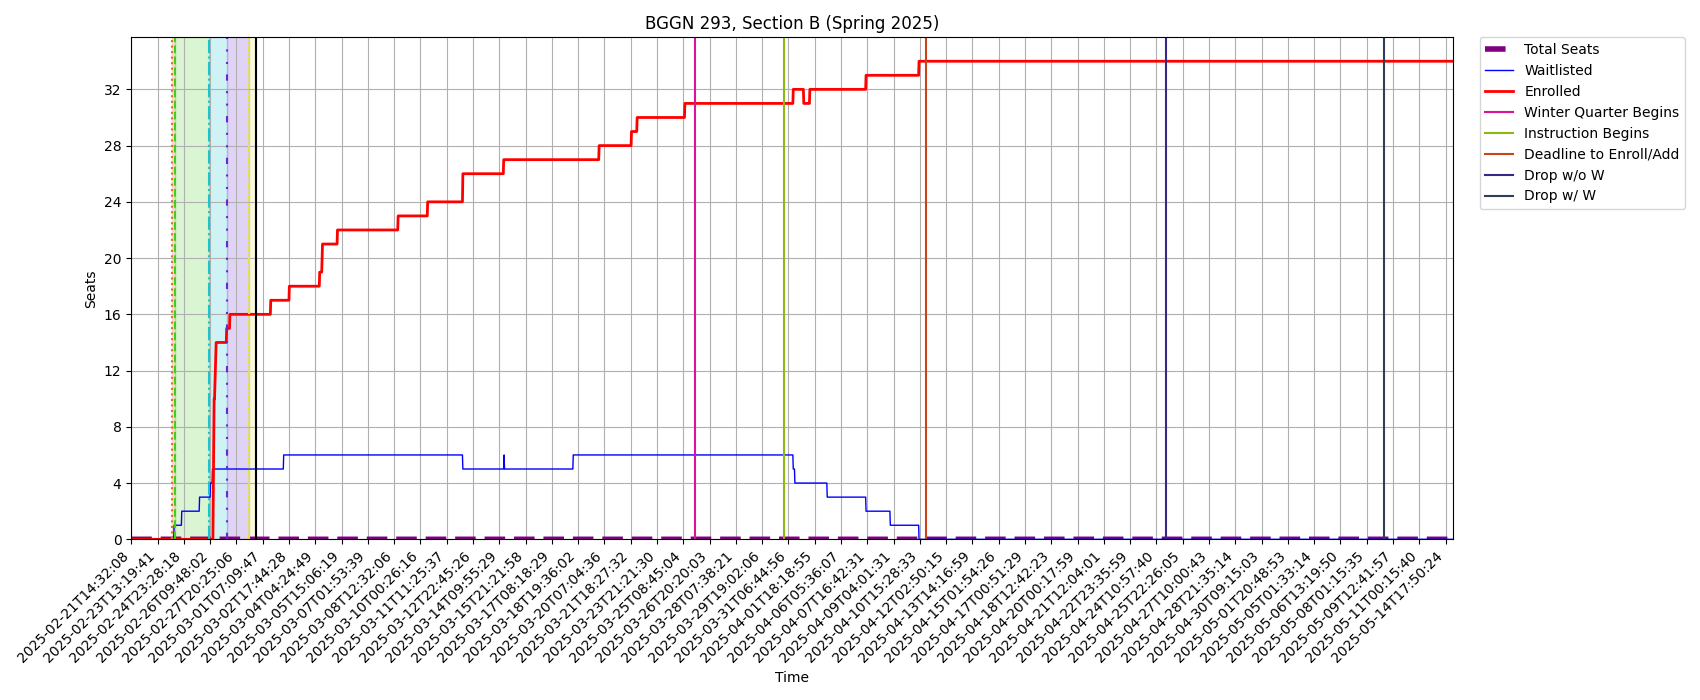 BGGN 293, Section B (Spring 2025)
Total Seats
Waitlisted
Enrolled
Winter Quarter Begins
Instruction Begins
Deadline to Enroll/Add
Drop w/o W
Drop w/ W
Seats
32
28
24
20
16
12
8
4
0
2025-02-21T14:32:08
2025-02-23T13:19:41
2025-02-24T23:28:18
2025-02-26T09:48:02
2025-02-27T20:25:06
2025-03-01T07:09:47
2025-03-02T17:44:28
2025-03-04T04:24:49
2025-03-05T15:06:19
2025-03-07T01:53:39
2025-03-08T12:32:06
2025-03-10T00:26:16
2025-03-11T11:25:37
2025-03-12T22:45:26
2025-03-14T09:55:29
2025-03-15T21:21:58
2025-03-17T08:18:29
2025-03-18T19:36:02
2025-03-20T07:04:36
2025-03-21T18:27:32
2025-03-23T21:21:30
2025-03-25T08:45:04
2025-03-26T20:20:03
2025-03-28T07:38:21
2025-03-29T19:02:06
2025-03-31T06:44:56
2025-04-01T18:18:55
2025-04-06T05:36:07
2025-04-07T16:42:31
2025-04-09T04:01:31
2025-04-10T15:28:33
2025-04-12T02:50:15
2025-04-13T14:16:59
2025-04-15T01:54:26
2025-04-17T00:51:29
2025-04-18T12:42:23
2025-04-20T00:17:59
2025-04-21T12:04:01
2025-04-22T23:35:59
2025-04-24T10:57:40
2025-04-25T22:26:05
2025-04-27T10:00:43
2025-04-28T21:35:14
2025-04-30T09:15:03
2025-05-01T20:48:53
2025-05-05T01:33:14
2025-05-06T13:19:50
2025-05-08T01:15:35
2025-05-09T12:41:57
2025-05-11T00:15:40
2025-05-14T17:50:24
Time